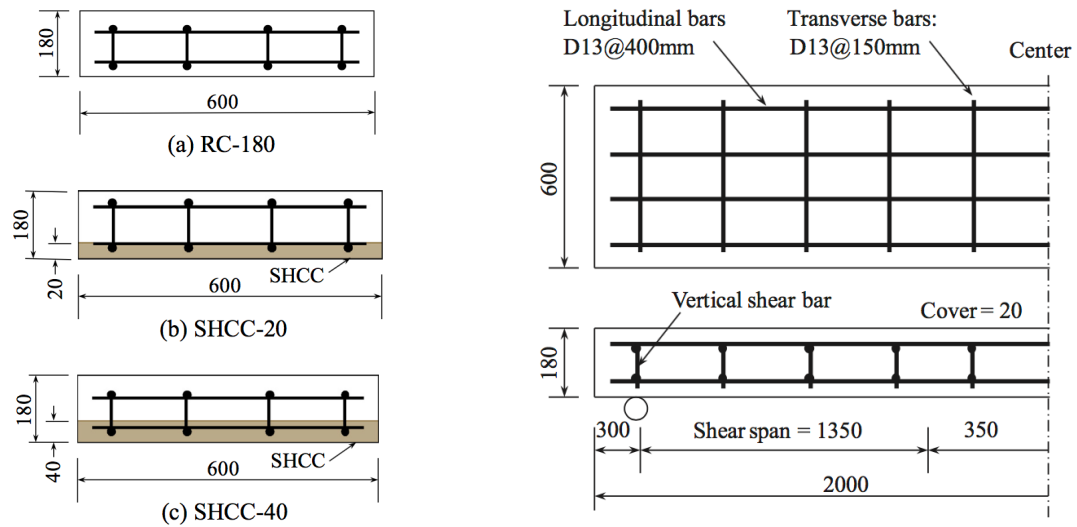 180
600
(a) RC-180
180
20
SHCC
600
(b) SHCC-20
180
40
SHCC
600
(c) SHCC-40
Longitudinal bars
D13@400mm
Transverse bars:
D13@150mm
Center
600
Vertical shear bar
Cover = 20
180
300
Shear span = 1350
350
2000